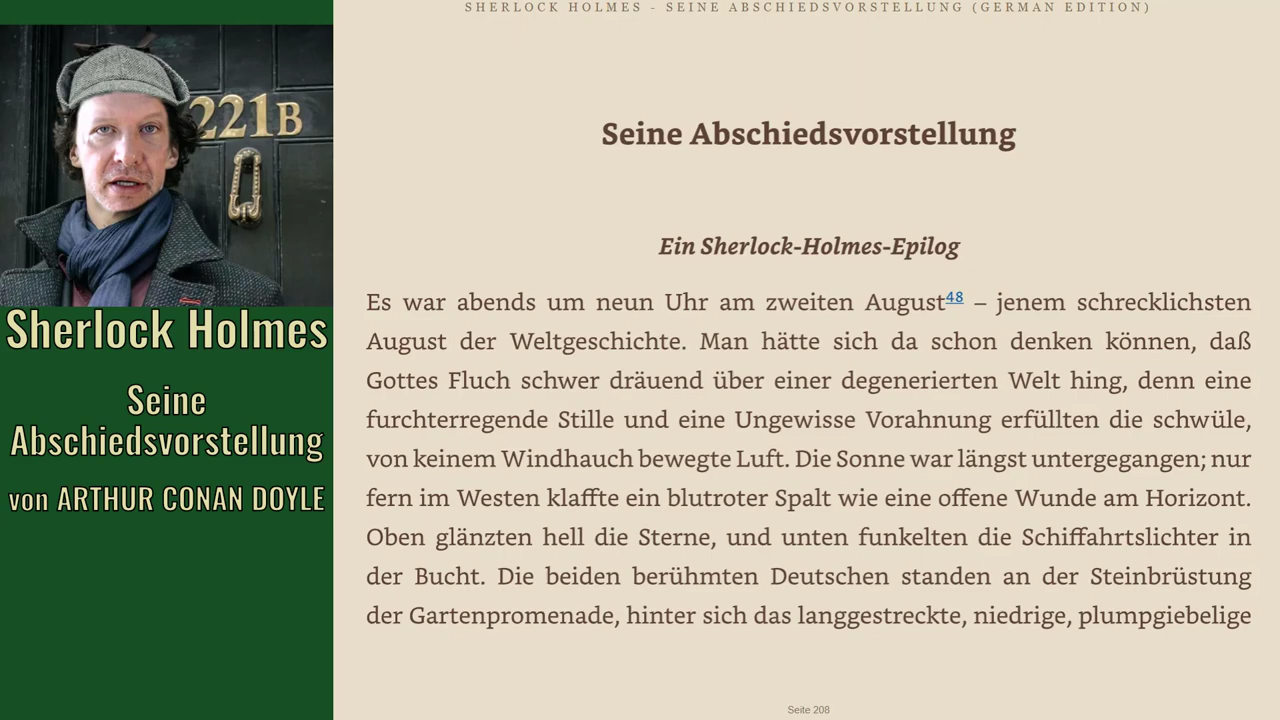 SHERLOCK HOLMES - SEINE ABSCHIEDSVORSTELLUNG (GERMAN EDITION)
221B
Sherlock Holmes
Seine
Abschiedsvorstellung
von ARTHUR CONAN DOYLE
Seine Abschiedsvorstellung
Ein Sherlock-Holmes-Epilog
Es war abends um neun Uhr am zweiten August48 – jenem schrecklichsten
August der Weltgeschichte. Man hätte sich da schon denken können, daß
Gottes Fluch schwer dräuend über einer degenerierten Welt hing, denn eine
furchterregende Stille und eine Ungewisse Vorahnung erfüllten die schwüle,
von keinem Windhauch bewegte Luft. Die Sonne war längst untergegangen; nur
fern im Westen klaffte ein blutroter Spalt wie eine offene Wunde am Horizont.
Oben glänzten hell die Sterne, und unten funkelten die Schiffahrtslichter in
der Bucht. Die beiden berühmten Deutschen standen an der Steinbrüstung
der Gartenpromenade, hinter sich das langgestreckte, niedrige, plumpgiebelige
Seite 208